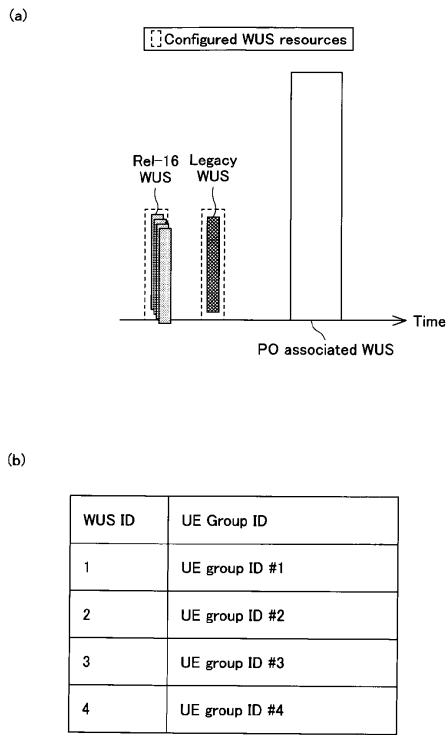 (a)
Configured WUS resources
Rel-16 WUS
Legacy WUS
Time
PO associated WUS
(b)
WUS ID UE Group ID
1 UE group ID #1
2 UE group ID #2
3 UE group ID #3
4 UE group ID #4